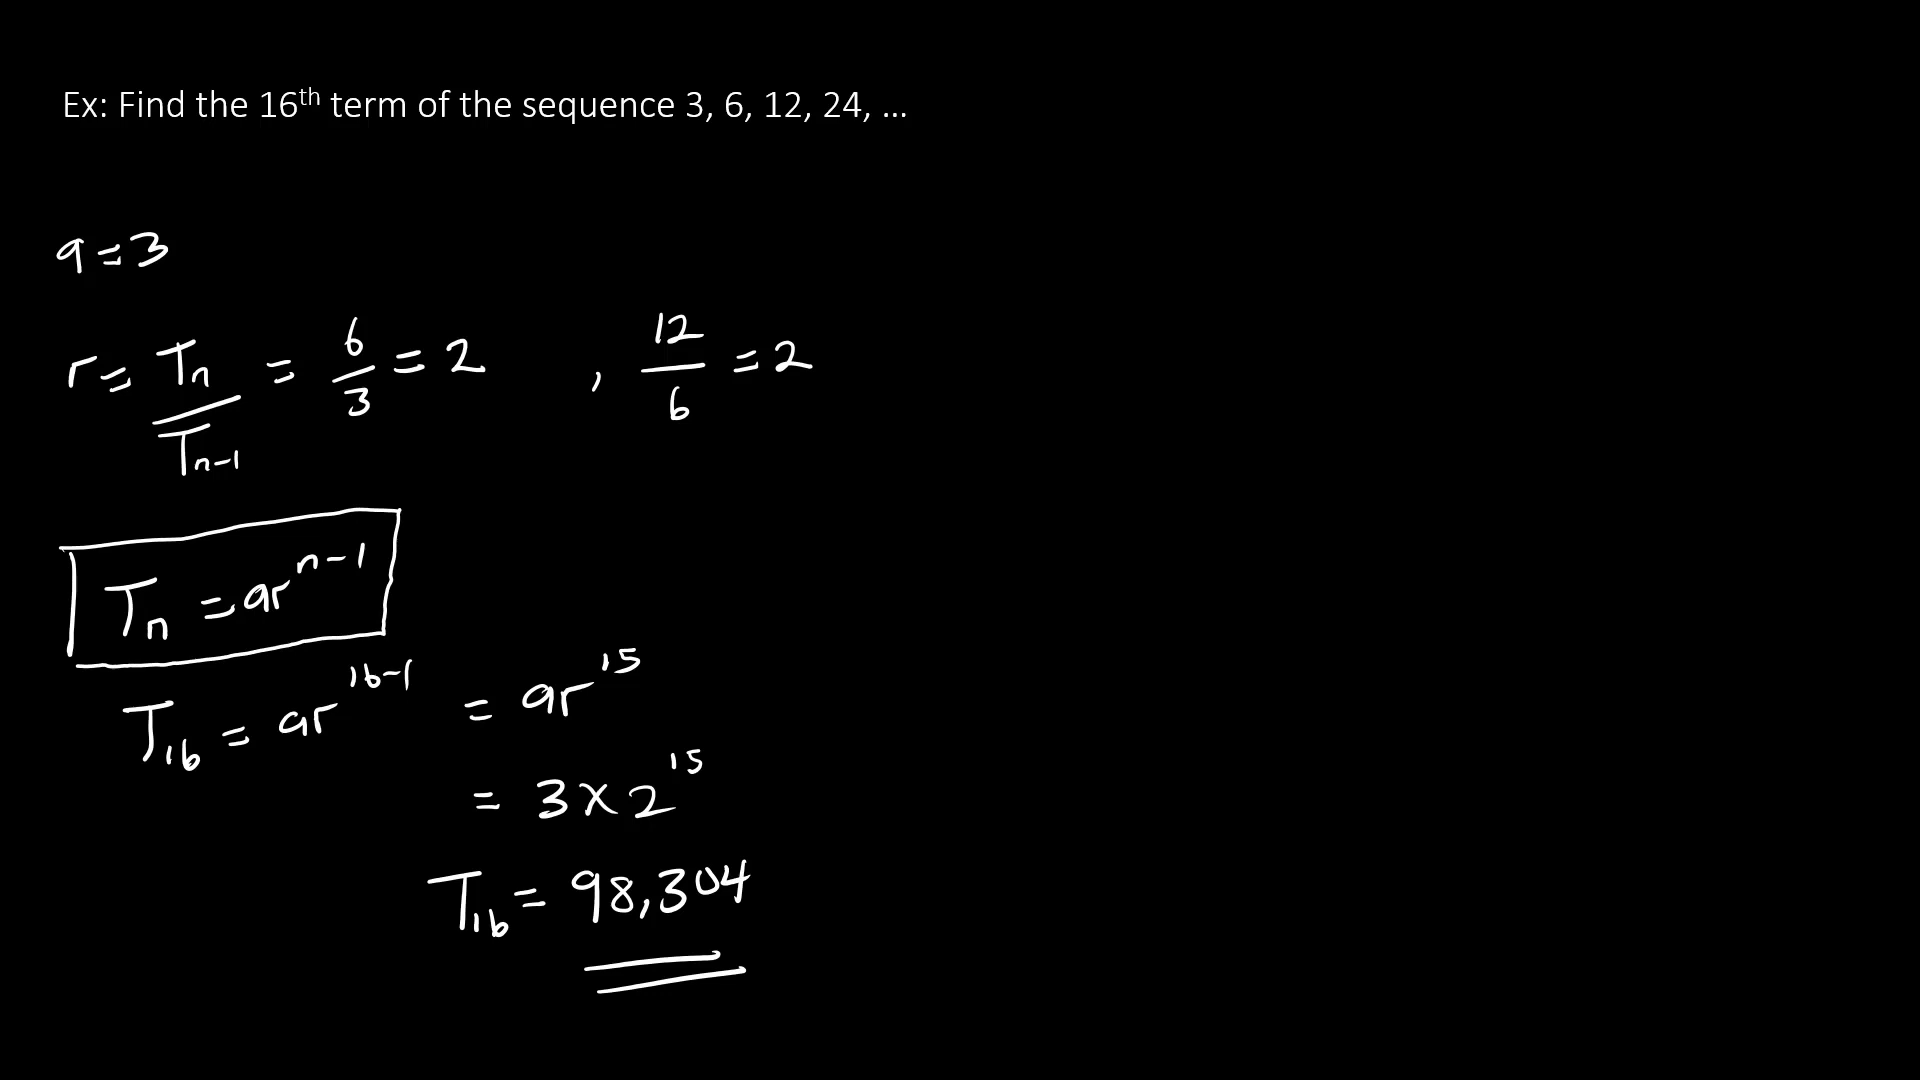 Ex: Find the 16th term of the sequence 3, 6, 12, 24, ...
a = 3
r = Tn/Tn-1 = 6/3 = 2 , 12/6 = 2
Tn = ar^n-1
T16 = ar^16-1 = ar^15
= 3 × 2^15
T16 = 98,304